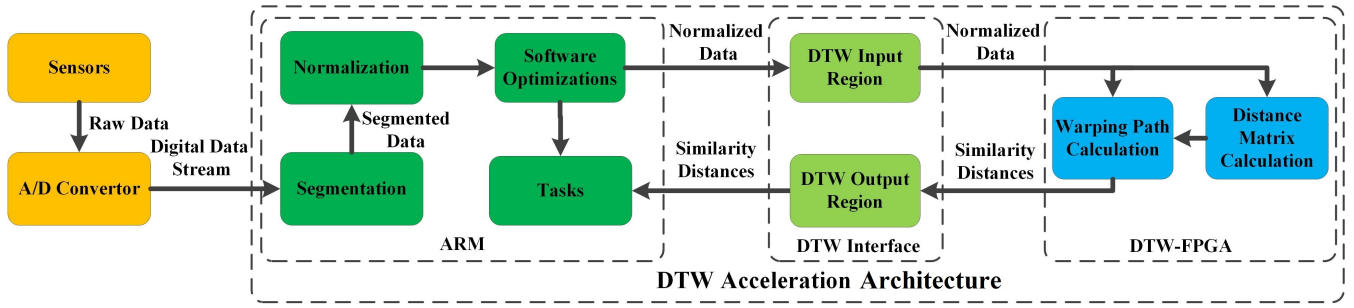 Sensors
Raw Data
A/D Convertor
Digital Data
Stream
Normalization
Segmented
Data
Segmentation
Software
Optimizations
Tasks
ARM
Normalized
Data
Similarity
Distances
DTW Input
Region
DTW Output
Region
DTW Interface
Normalized
Data
Similarity
Distances
Warping Path
Calculation
Distance
Matrix
Calculation
DTW-FPGA
DTW Acceleration Architecture